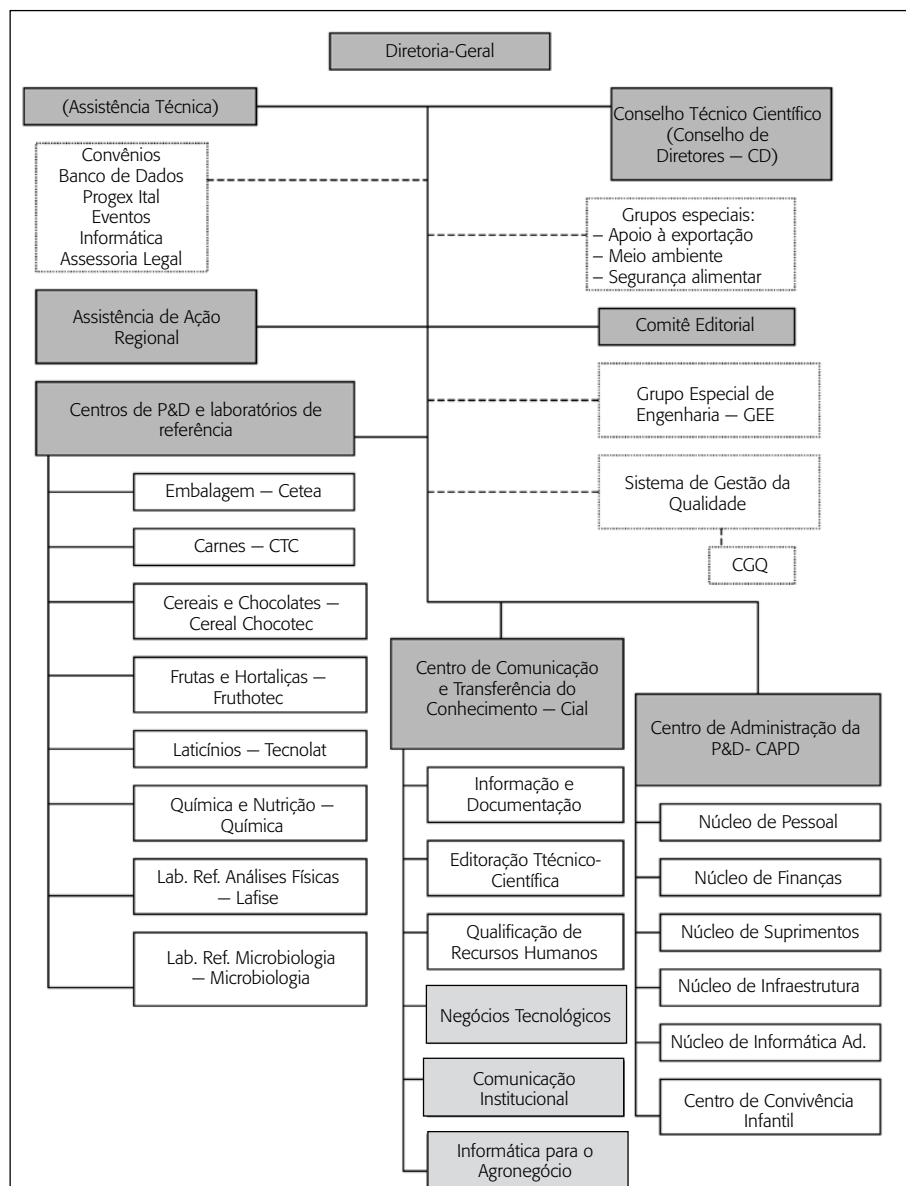 Diretoria-Geral
(Assistência Técnica)
Conselho Técnico Científico
(Conselho de
Diretores — CD)
Convênios
Banco de Dados
Progex Ital
Eventos
Informática
Assessoria Legal
Grupos especiais:
— Apoio à exportação
— Meio ambiente
— Segurança alimentar
Assistência de Ação
Regional
Comitê Editorial
Centros de P&D e laboratórios de
referência
Grupo Especial de
Engenharia — GEE
Sistema de Gestão da
Qualidade
CGQ
Embalagem — Cetea
Carnes — CTC
Cereais e Chocolates —
Cereal Chocotec
Frutas e Hortaliças —
Fruthotec
Laticínios — Tecnolat
Química e Nutrição —
Química
Lab. Ref. Análises Físicas
— Lafise
Lab. Ref. Microbiologia
— Microbiologia
Centro de Comunicação
e Transferência do
Conhecimento — Cial
Informação e
Documentação
Editoração Ttécnico-
Científica
Qualificação de
Recursos Humanos
Negócios Tecnológicos
Comunicação
Institucional
Informática para o
Agronegócio
Centro de Administração da
P&D- CAPD
Núcleo de Pessoal
Núcleo de Finanças
Núcleo de Suprimentos
Núcleo de Infraestrutura
Núcleo de Informática Ad.
Centro de Convivência
Infantil